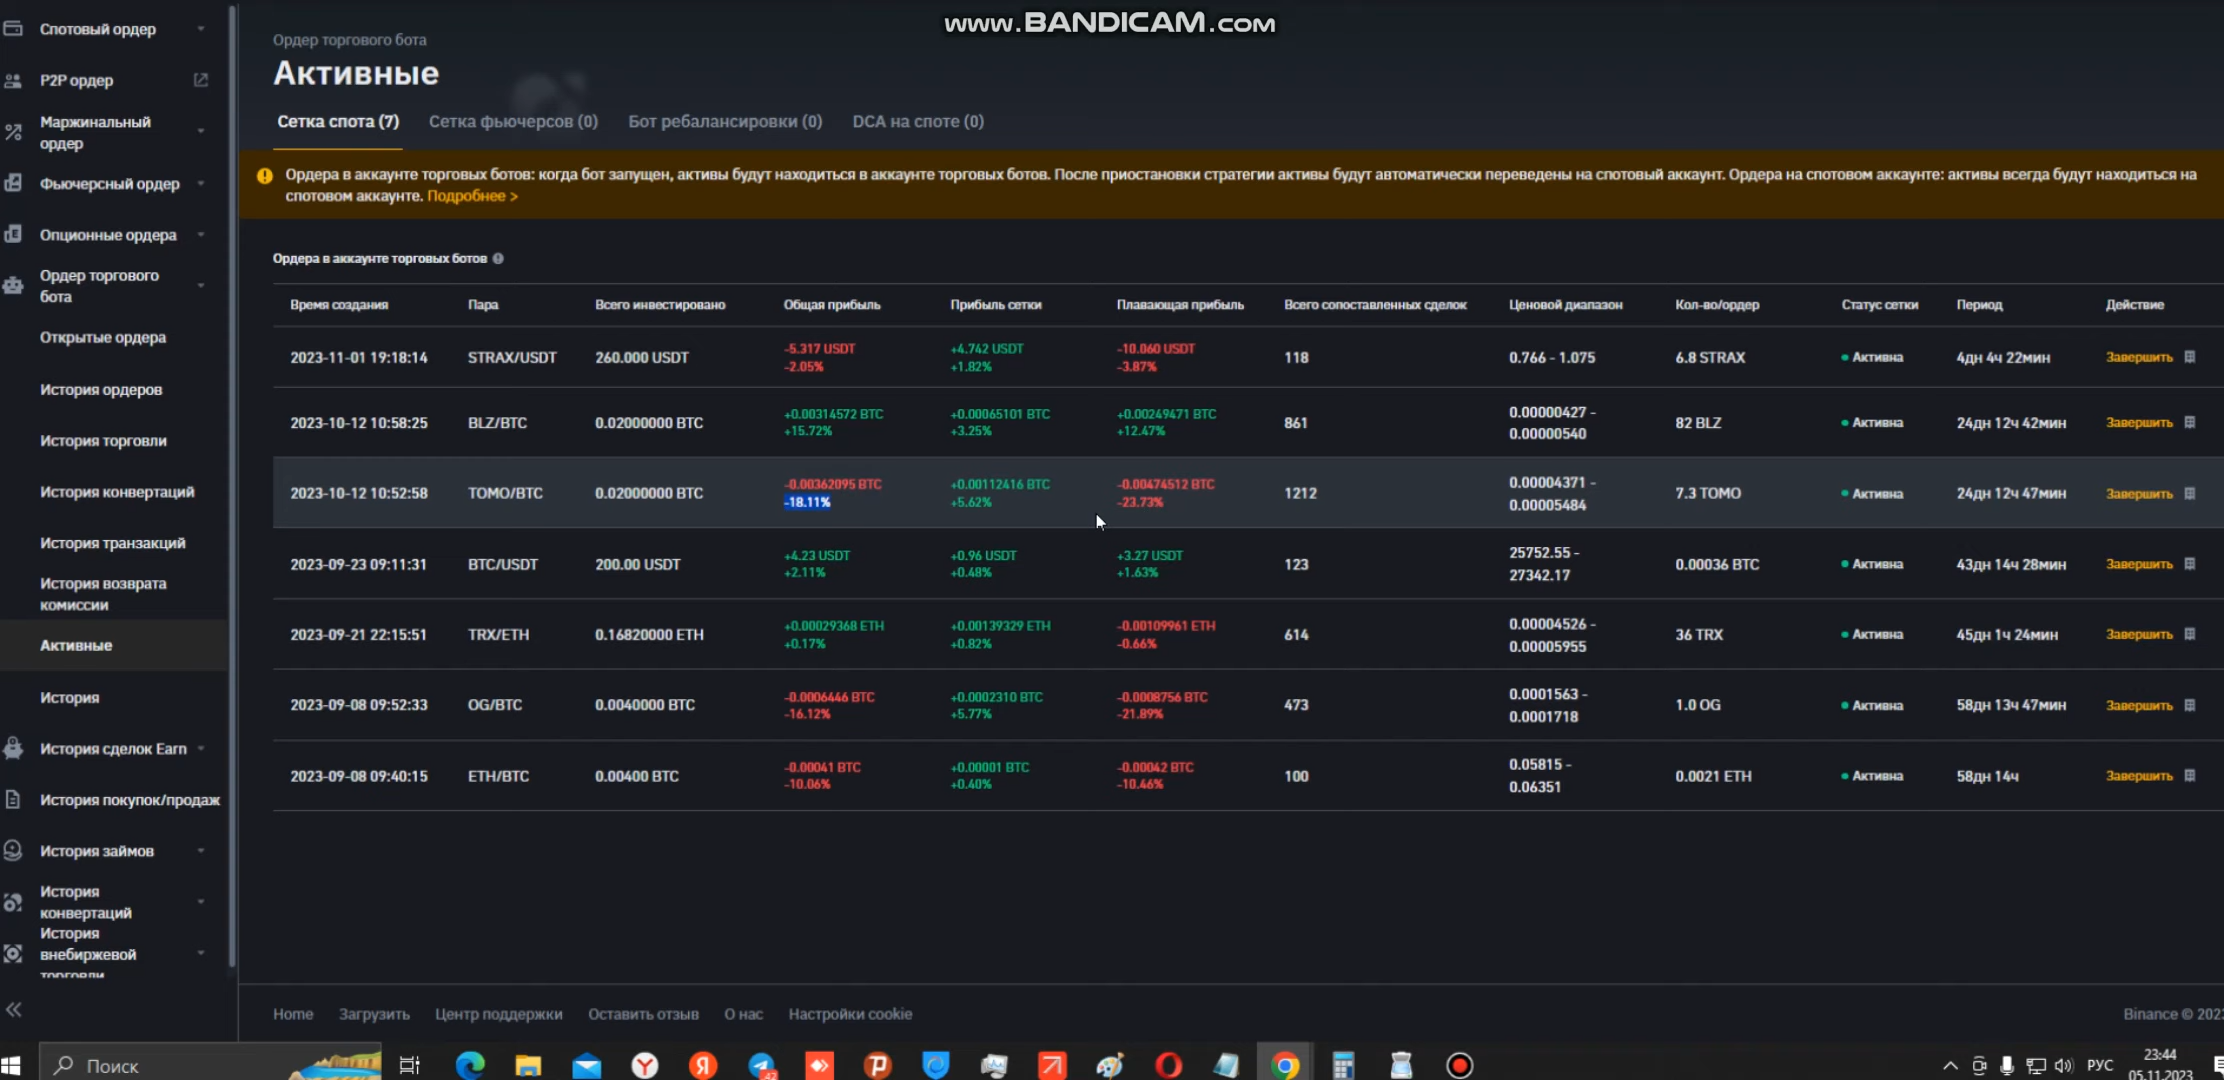 www.BANDICAM.com
Спотовый ордер
P2P ордер
Маржинальный
ордер
Фьючерсный ордер
Опционные ордера
Ордер торгового
бота
Открытые ордера
История ордеров
История торговли
История конвертаций
История транзакций
История возврата
комиссии
Активные
История
История сделок Earn
История покупок/продаж
История займов
История
конвертаций
История
внебиржевой
торговли
Ордер торгового бота
Активные
Сетка спота (7) Сетка фьючерсов (0) Бот ребалансировки (0) DCA на споте (0)
Ордера в аккаунте торговых ботов: когда бот запущен, активы будут находиться в аккаунте торговых ботов. После приостановки стратегии активы будут автоматически переведены на спотовый аккаунт. Ордера на спотовом аккаунте: активы всегда будут находиться на
спотовом аккаунте. Подробнее >
Ордера в аккаунте торговых ботов
Время создания Пара Всего инвестировано Общая прибыль Прибыль сетки Плавающая прибыль Всего сопоставленных сделок Ценовой диапазон Кол-во/ордер Статус сетки Период Действие
-5.317 USDT +4.742 USDT -10.060 USDT
2023-11-01 19:18:14 STRAX/USDT 260.000 USDT 118 0.766 - 1.075 6.8 STRAX Активна 4дн 4ч 22мин Завершить
-2.05% +1.82% -3.87%
+0.00314572 BTC +0.00065101 BTC +0.00249471 BTC 0.00000427 -
2023-10-12 10:58:25 BLZ/BTC 0.02000000 BTC 861 82 BLZ Активна 24дн 12ч 42мин Завершить
+15.72% +3.25% +12.47% 0.00000540
-0.00362095 BTC +0.00112416 BTC -0.00474512 BTC 0.00004371 -
2023-10-12 10:52:58 TOMO/BTC 0.02000000 BTC 1212 7.3 TOMO Активна 24дн 12ч 47мин Завершить
-18.11% +5.62% -23.73% 0.00005484
+4.23 USDT +0.96 USDT +3.27 USDT 25752.55 -
2023-09-23 09:11:31 BTC/USDT 200.00 USDT 123 0.00036 BTC Активна 43дн 14ч 28мин Завершить
+2.11% +0.48% +1.63% 27342.17
+0.00029368 ETH +0.00139329 ETH -0.00109961 ETH 0.00004526 -
2023-09-21 22:15:51 TRX/ETH 0.16820000 ETH 614 36 TRX Активна 45дн 1ч 24мин Завершить
+0.17% +0.82% -0.66% 0.00005955
-0.0006446 BTC +0.0002310 BTC -0.0008756 BTC 0.0001563 -
2023-09-08 09:52:33 OG/BTC 0.0040000 BTC 473 1.0 OG Активна 58дн 13ч 47мин Завершить
-16.12% +5.77% -21.89% 0.0001718
-0.00041 BTC +0.00001 BTC -0.00042 BTC 0.05815 -
2023-09-08 09:40:15 ETH/BTC 0.00400 BTC 100 0.0021 ETH Активна 58дн 14ч Завершить
-10.06% +0.40% -10.46% 0.06351
Home Загрузить Центр поддержки Оставить отзыв О нас Настройки cookie
Binance © 202
Поиск
РУС
23:44
05.11.2023